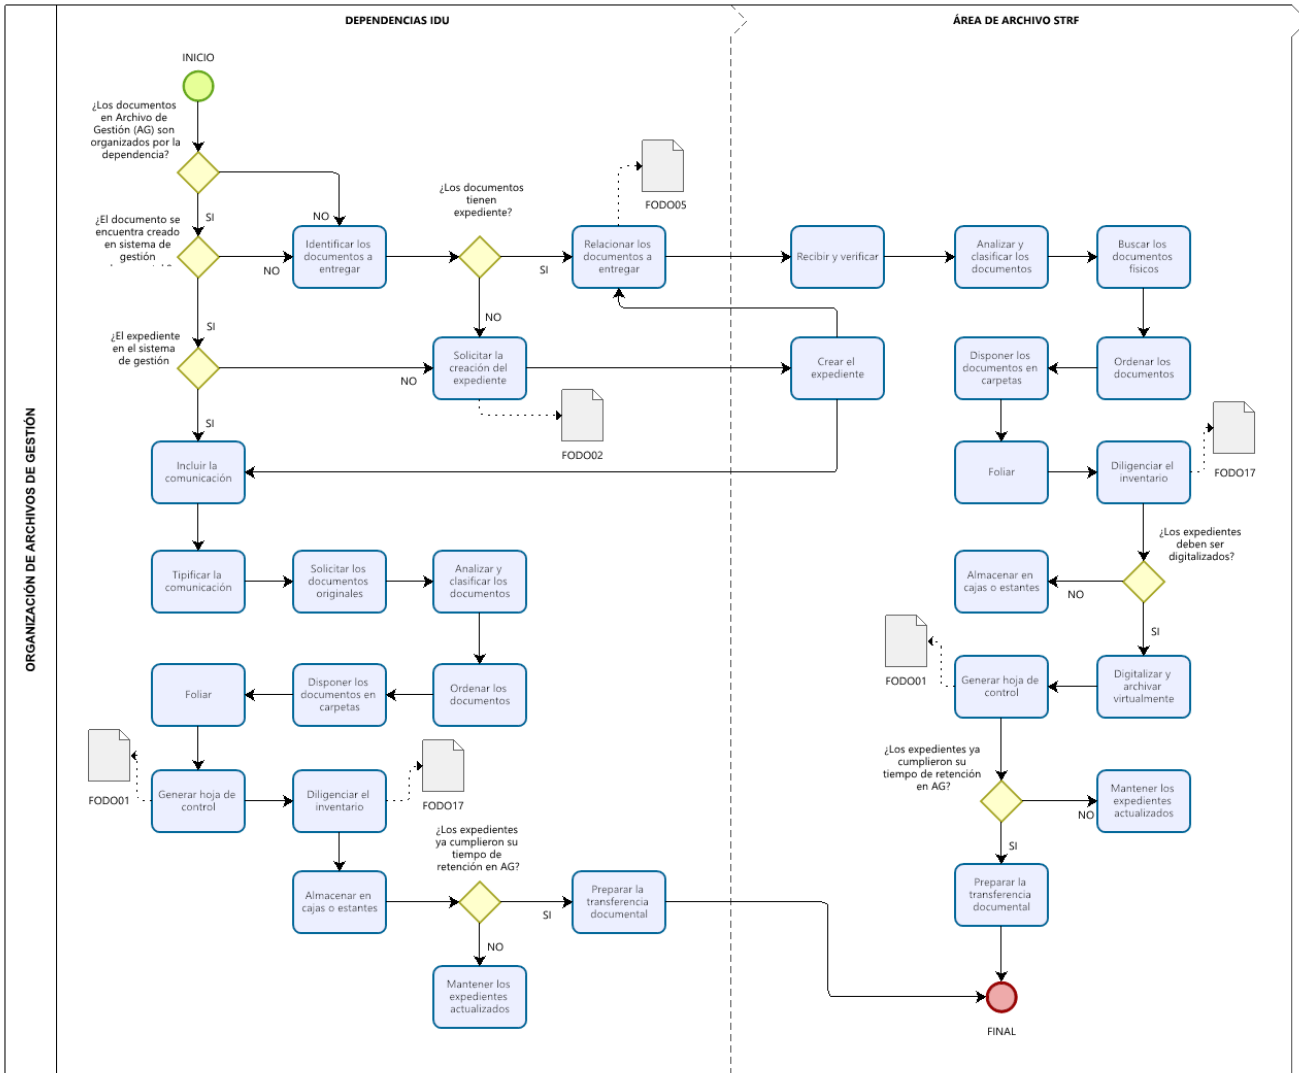 DEPENDENCIAS IDU
ÁREA DE ARCHIVO STRF
ORGANIZACIÓN DE ARCHIVOS DE GESTIÓN
INICIO
¿Los documentos
en Archivo de
Gestión (AG) son
organizados por la
dependencia?
SI
NO
¿El documento se
encuentra creado
en sistema de
gestión
NO
SI
Identificar los
documentos a
entregar
¿Los documentos
tienen
expediente?
SI
NO
Relacionar los
documentos a
entregar
FODO05
Recibir y verificar
Analizar y
clasificar los
documentos
Buscar los
documentos
físicos
¿El expediente
en el sistema
de gestión
NO
SI
Solicitar la
creación del
expediente
FODO02
Crear el
expediente
Disponer los
documentos en
carpetas
Ordenar los
documentos
Incluir la
comunicación
Foliar
Diligenciar el
inventario
FODO17
¿Los expedientes
deben ser
digitalizados?
NO
SI
Tipificar la
comunicación
Solicitar los
documentos
originales
Analizar y
clasificar los
documentos
Almacenar en
cajas o estantes
Foliar
Disponer los
documentos en
carpetas
Ordenar los
documentos
FODO01
Generar hoja de
control
Digitalizar y
archivar
virtualmente
FODO01
Generar hoja de
control
Diligenciar el
inventario
FODO17
¿Los expedientes ya
cumplieron su
tiempo de retención
en AG?
NO
SI
Mantener los
expedientes
actualizados
¿Los expedientes
ya cumplieron su
tiempo de
retención en AG?
Almacenar en
cajas o estantes
SI
NO
Preparar la
transferencia
documental
Preparar la
transferencia
documental
Mantener los
expedientes
actualizados
FINAL